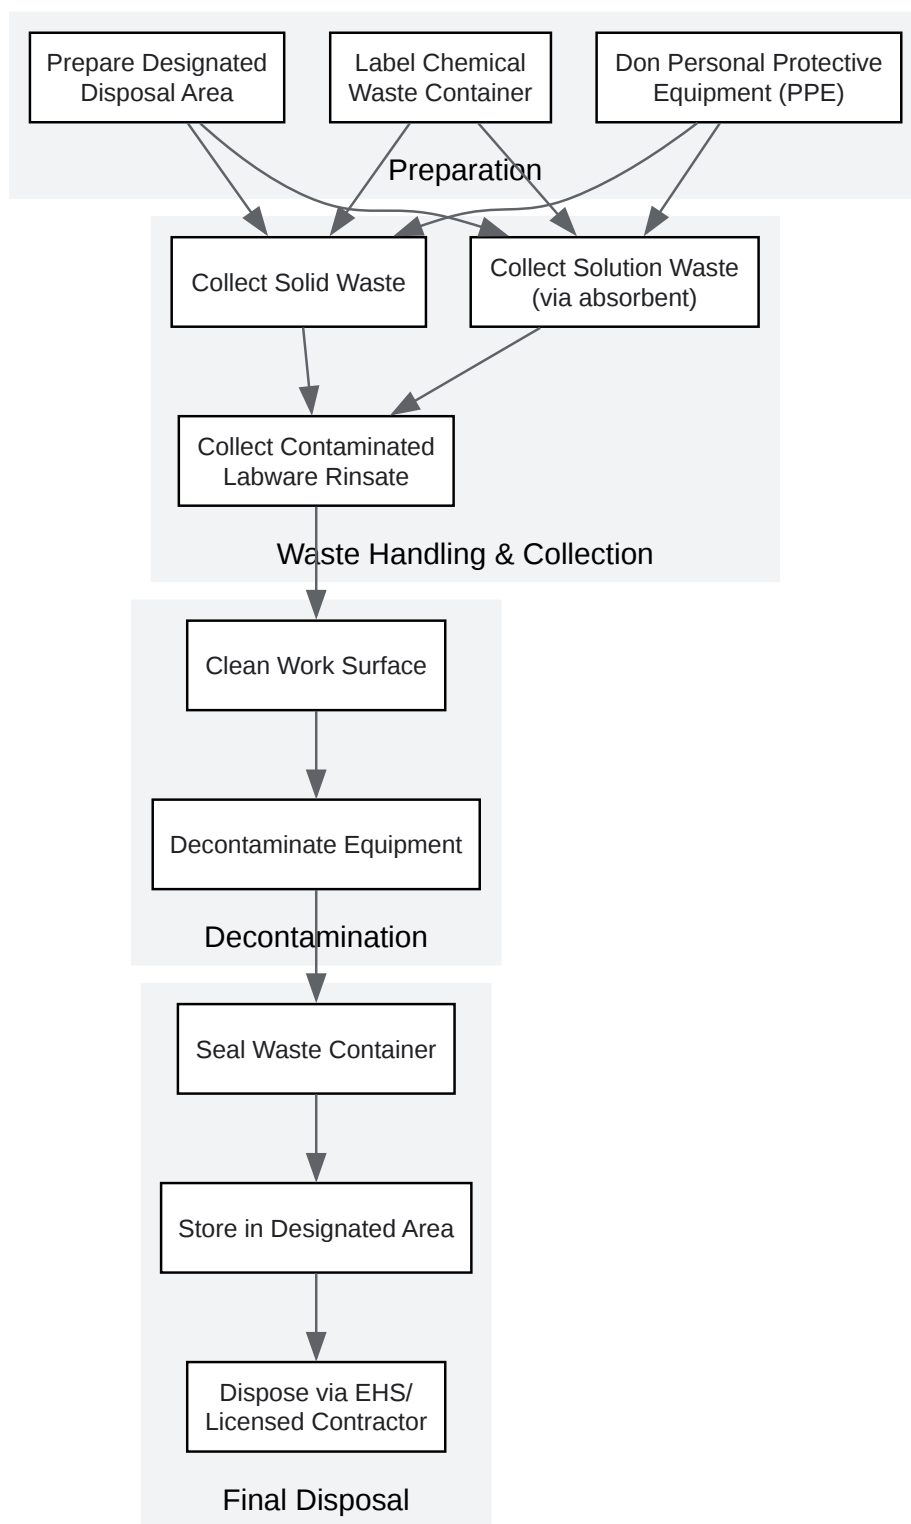 Prepare Designated
Disposal Area
Label Chemical
Waste Container
Don Personal Protective
Equipment (PPE)
Preparation
Collect Solid Waste
Collect Solution Waste
(via absorbent)
Collect Contaminated
Labware Rinsate
Waste Handling & Collection
Clean Work Surface
Decontaminate Equipment
Decontamination
Seal Waste Container
Store in Designated Area
Dispose via EHS/
Licensed Contractor
Final Disposal